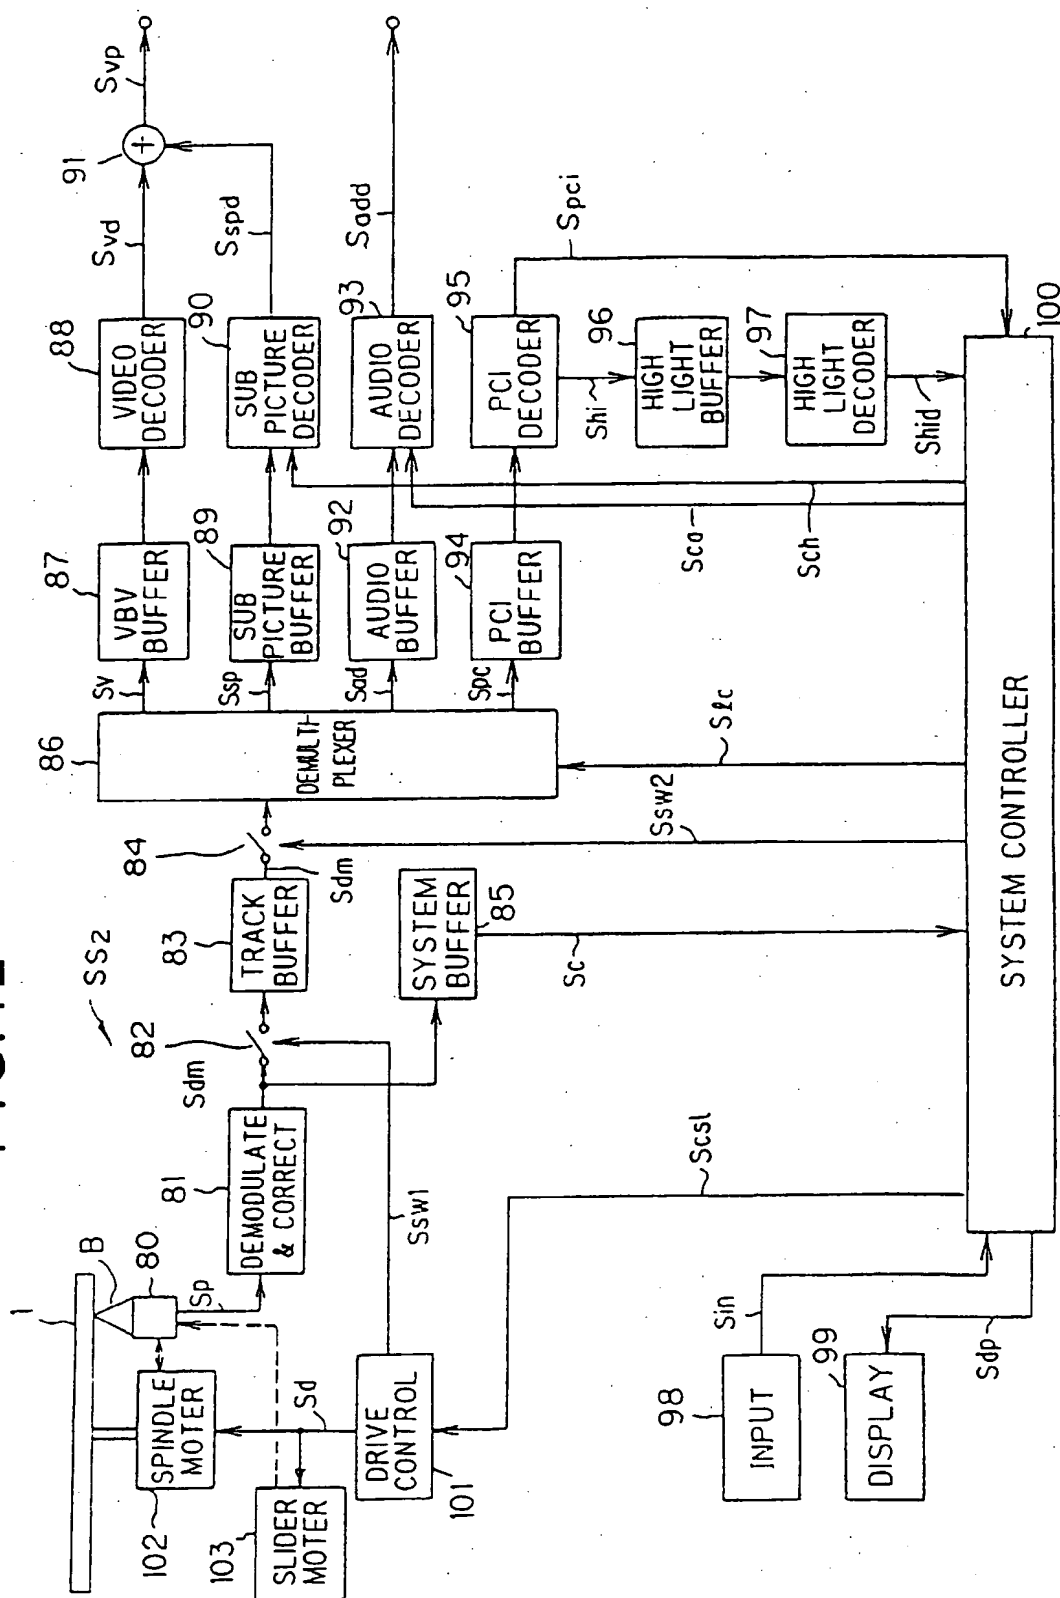 SS2
1
B
80
Sp
102
SPINDLE
MOTER
103
SLIDER
MOTER
Sd
DRIVE
CONTROL
101
81
DEMODULATE
& CORRECT
Sdm
82
Ssw1
83
TRACK
BUFFER
84
Sdm
SYSTEM
BUFFER
85
Sc
Ssw2
Slc
Scsl
86
DEMULTI-
PLEXER
Sv
87
VBV
BUFFER
88
VIDEO
DECODER
Svd
91
+
Svp
Ssp
89
SUB
PICTURE
BUFFER
90
SUB
PICTURE
DECODER
Sspd
Sad
92
AUDIO
BUFFER
93
AUDIO
DECODER
Sadd
Spc
94
PCI
BUFFER
95
PCI
DECODER
Spci
Shi
96
HIGH
LIGHT
BUFFER
97
HIGH
LIGHT
DECODER
Shid
Sca
Sch
98
INPUT
Sin
99
DISPLAY
Sdp
SYSTEM CONTROLLER
100